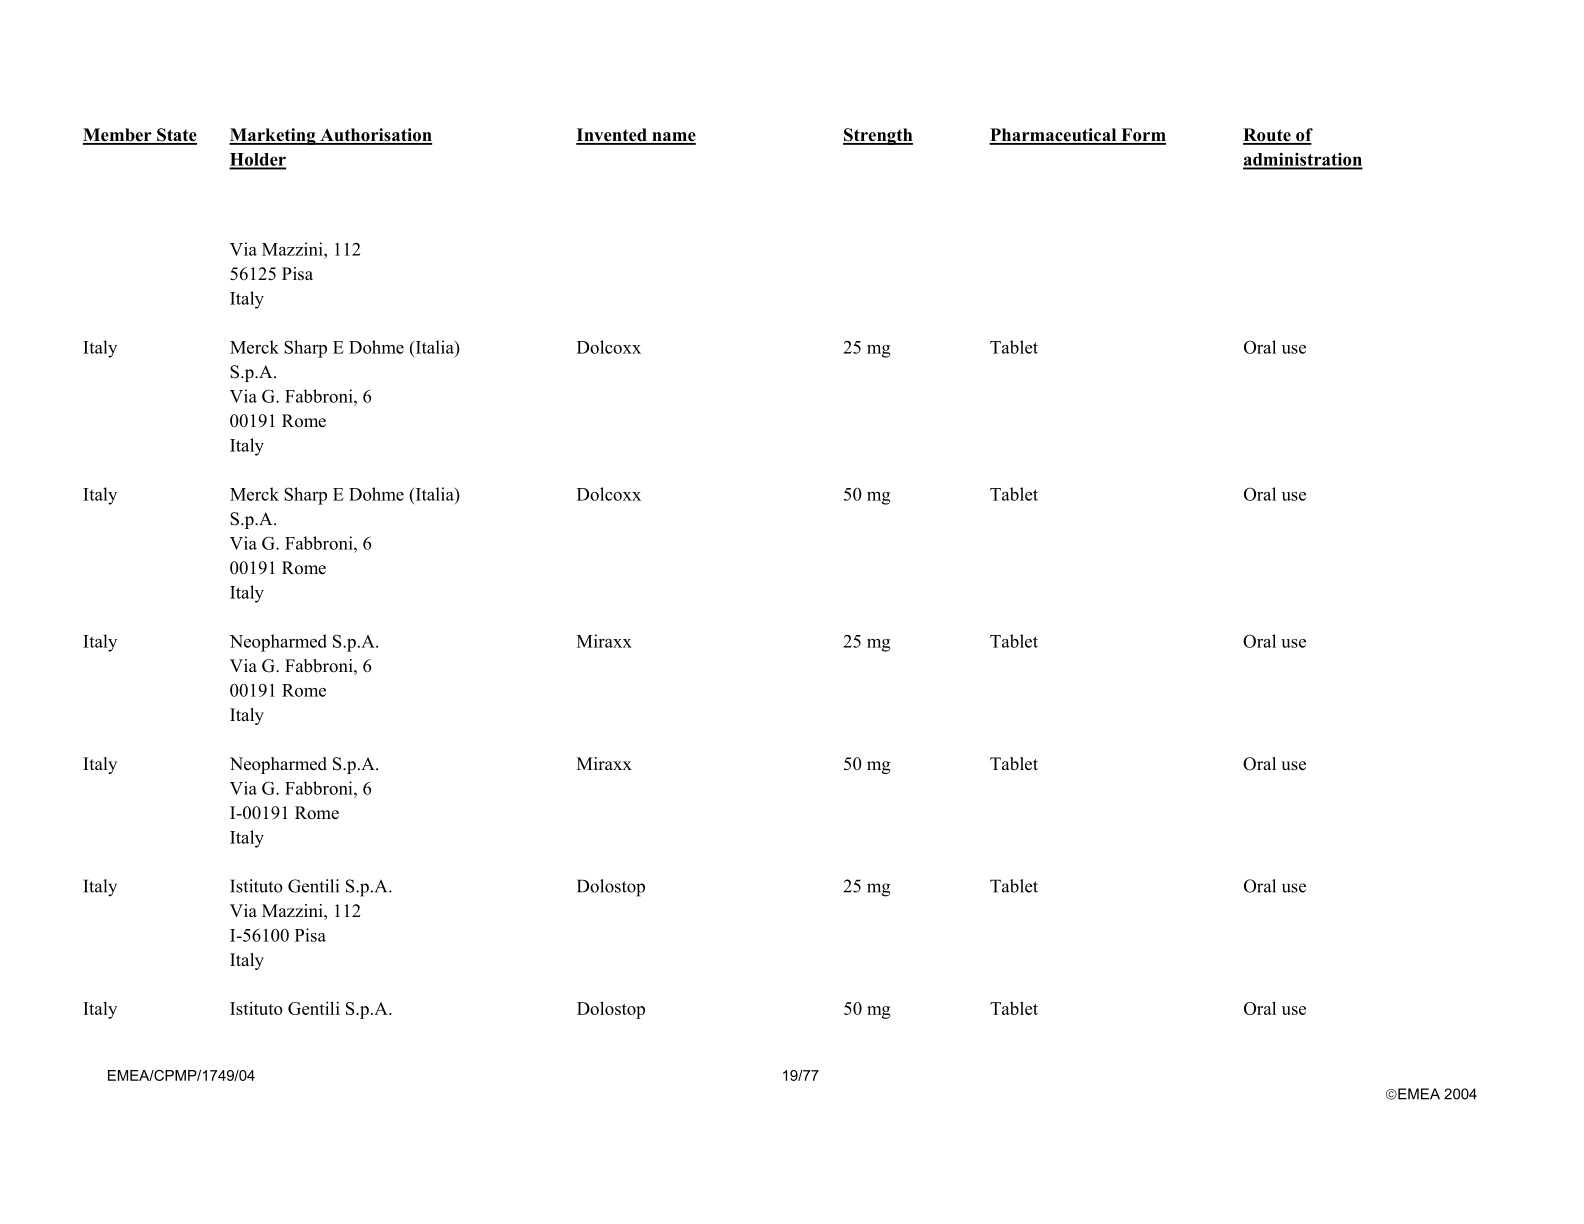 Member State Marketing Authorisation Invented name Strength Pharmaceutical Form Route of
Holder administration
Via Mazzini, 112
56125 Pisa
Italy
Italy Merck Sharp E Dohme (Italia) Dolcoxx 25 mg Tablet Oral use
S.p.A.
Via G. Fabbroni, 6
00191 Rome
Italy
Italy Merck Sharp E Dohme (Italia) Dolcoxx 50 mg Tablet Oral use
S.p.A.
Via G. Fabbroni, 6
00191 Rome
Italy
Italy Neopharmed S.p.A. Miraxx 25 mg Tablet Oral use
Via G. Fabbroni, 6
00191 Rome
Italy
Italy Neopharmed S.p.A. Miraxx 50 mg Tablet Oral use
Via G. Fabbroni, 6
I-00191 Rome
Italy
Italy Istituto Gentili S.p.A. Dolostop 25 mg Tablet Oral use
Via Mazzini, 112
I-56100 Pisa
Italy
Italy Istituto Gentili S.p.A. Dolostop 50 mg Tablet Oral use
EMEA/CPMP/1749/04 19/77
©EMEA 2004